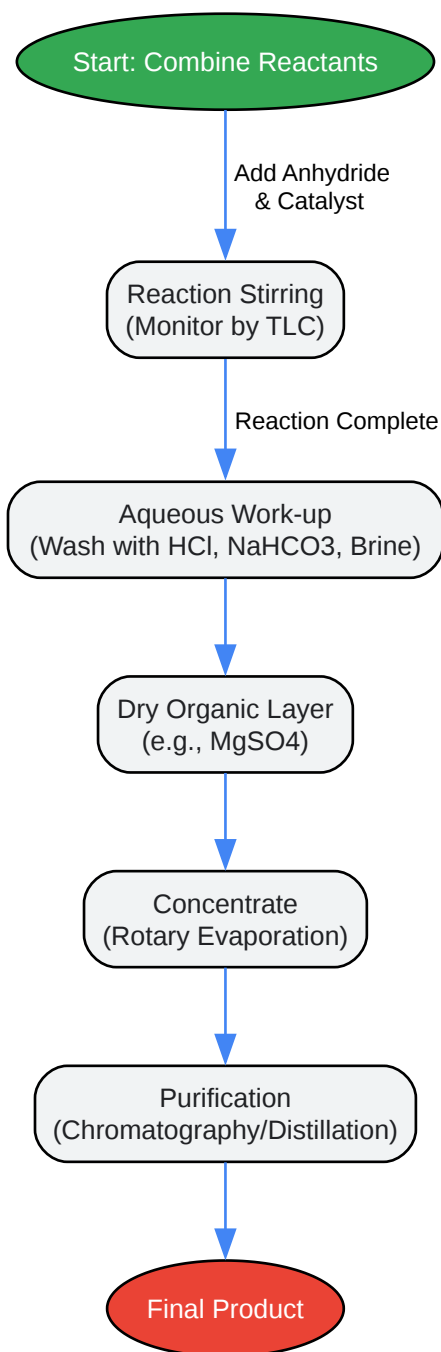 Start: Combine Reactants
Add Anhydride
& Catalyst
Reaction Stirring
(Monitor by TLC)
Reaction Complete
Aqueous Work-up
(Wash with HCl, NaHCO3, Brine)
Dry Organic Layer
(e.g., MgSO4)
Concentrate
(Rotary Evaporation)
Purification
(Chromatography/Distillation)
Final Product